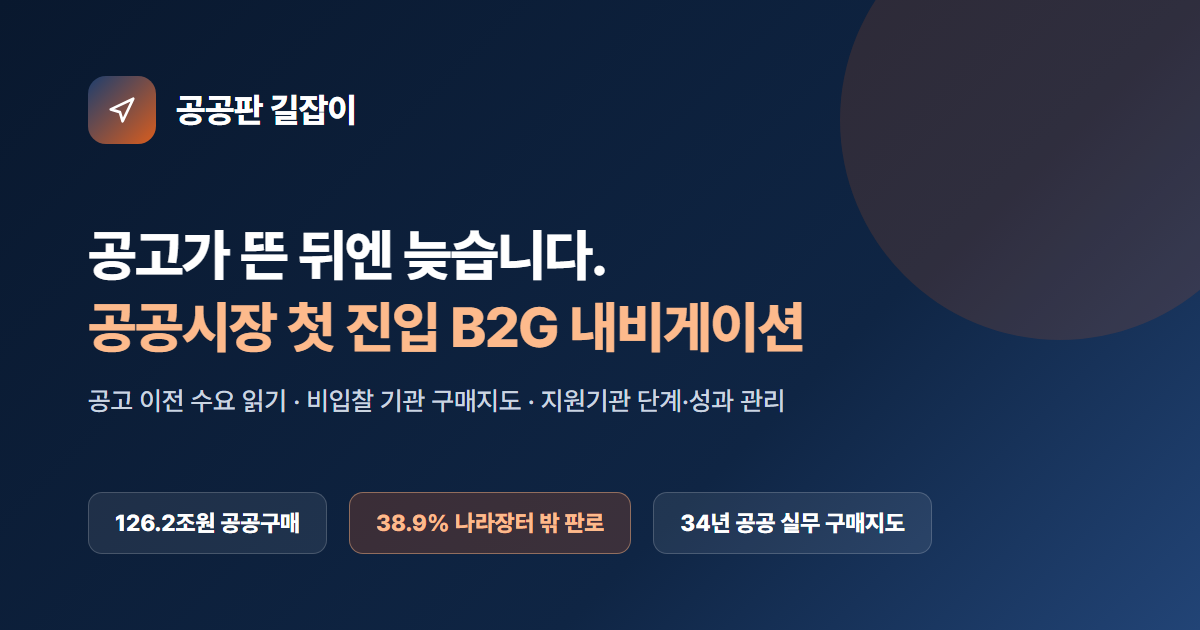 공공판 길잡이
공고가 뜬 뒤엔 늦습니다.
공공시장 첫 진입 B2G 내비게이션
공고 이전 수요 읽기 · 비입찰 기관 구매지도 · 지원기관 단계·성과 관리
126.2조원 공공구매
38.9% 나라장터 밖 판로
34년 공공 실무 구매지도